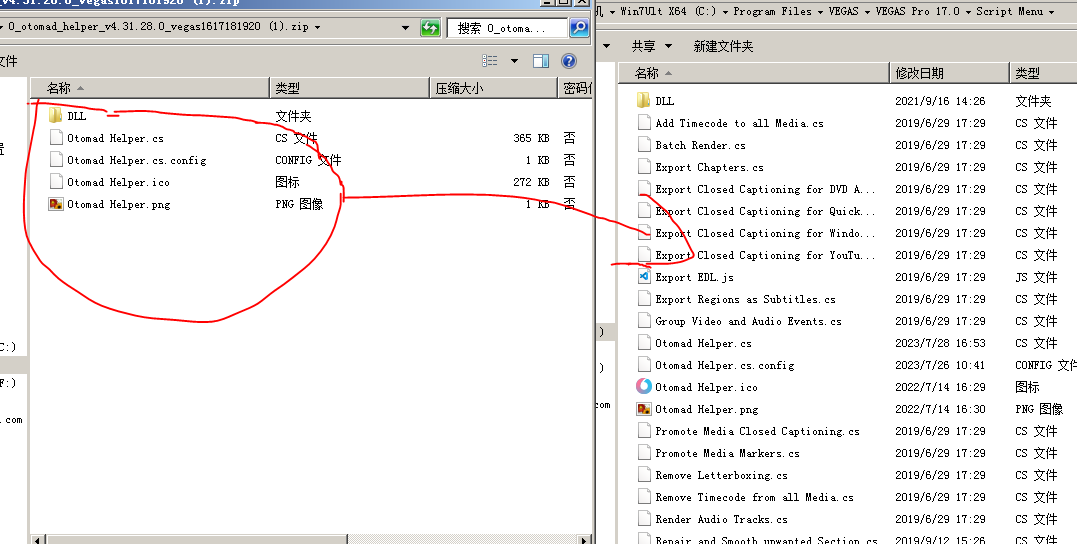 _v4.31.28.0_vegas1617181920 (1).zip
0_otomad_helper_v4.31.28.0_vegas1617181920 (1).zip
搜索 0_otoma...
文件
名称 类型 压缩大小 密码
DLL 文件夹
Otomad Helper.cs CS 文件 365 KB 否
Otomad Helper.cs.config CONFIG 文件 1 KB 否
Otomad Helper.ico 图标 272 KB 否
Otomad Helper.png PNG 图像 1 KB 否
C:)
F:)
.com
机 Win7Ult X64 (C:) Program Files VEGAS VEGAS Pro 17.0 Script Menu
共享 新建文件夹
名称 修改日期 类型
DLL 2021/9/16 14:26 文件夹
Add Timecode to all Media.cs 2019/6/29 17:29 CS 文件
Batch Render.cs 2019/6/29 17:29 CS 文件
Export Chapters.cs 2019/6/29 17:29 CS 文件
Export Closed Captioning for DVD A... 2019/6/29 17:29 CS 文件
Export Closed Captioning for Quick... 2019/6/29 17:29 CS 文件
Export Closed Captioning for Windo... 2019/6/29 17:29 CS 文件
Export Closed Captioning for YouTu... 2019/6/29 17:29 CS 文件
Export EDL.js 2019/6/29 17:29 JS 文件
Export Regions as Subtitles.cs 2019/6/29 17:29 CS 文件
Group Video and Audio Events.cs 2019/6/29 17:29 CS 文件
Otomad Helper.cs 2023/7/28 16:53 CS 文件
Otomad Helper.cs.config 2023/7/26 10:41 CONFIG 文件
Otomad Helper.ico 2022/7/14 16:29 图标
Otomad Helper.png 2022/7/14 16:30 PNG 图像
Promote Media Closed Captioning.cs 2019/6/29 17:29 CS 文件
Promote Media Markers.cs 2019/6/29 17:29 CS 文件
Remove Letterboxing.cs 2019/6/29 17:29 CS 文件
Remove Timecode from all Media.cs 2019/6/29 17:29 CS 文件
Render Audio Tracks.cs 2019/6/29 17:29 CS 文件
Repair and Smooth unwanted Section.cs 2019/9/12 15:26 CS 文件
)
)
com